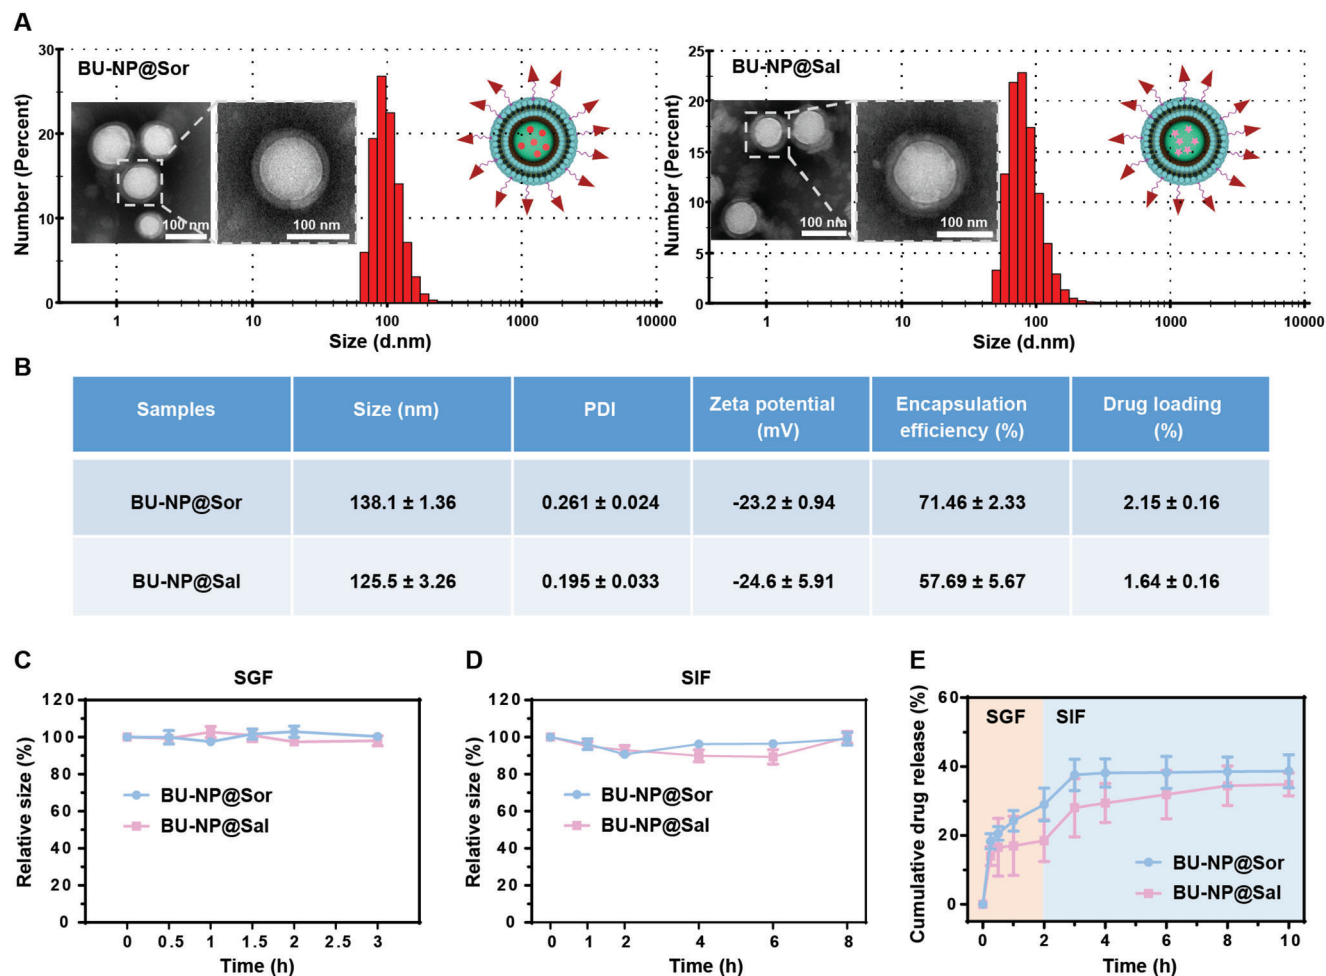 A
BU-NP@Sor
Number (Percent)
30
20
10
0
100 nm
100 nm
1
10
100
1000
10000
Size (d.nm)
BU-NP@Sal
Number (Percent)
25
20
15
10
5
0
100 nm
100 nm
1
10
100
1000
10000
Size (d.nm)
B
Samples
Size (nm)
PDI
Zeta potential
(mV)
Encapsulation
efficiency (%)
Drug loading
(%)
BU-NP@Sor
138.1 ± 1.36
0.261 ± 0.024
-23.2 ± 0.94
71.46 ± 2.33
2.15 ± 0.16
BU-NP@Sal
125.5 ± 3.26
0.195 ± 0.033
-24.6 ± 5.91
57.69 ± 5.67
1.64 ± 0.16
C
SGF
Relative size (%)
120
100
80
60
40
20
0
BU-NP@Sor
BU-NP@Sal
0
0.5
1
1.5
2
2.5
3
Time (h)
D
SIF
Relative size (%)
120
100
80
60
40
20
0
BU-NP@Sor
BU-NP@Sal
0
1
2
4
6
8
Time (h)
E
Cumulative drug release (%)
60
40
20
0
SGF
SIF
BU-NP@Sor
BU-NP@Sal
0
2
4
6
8
10
Time (h)